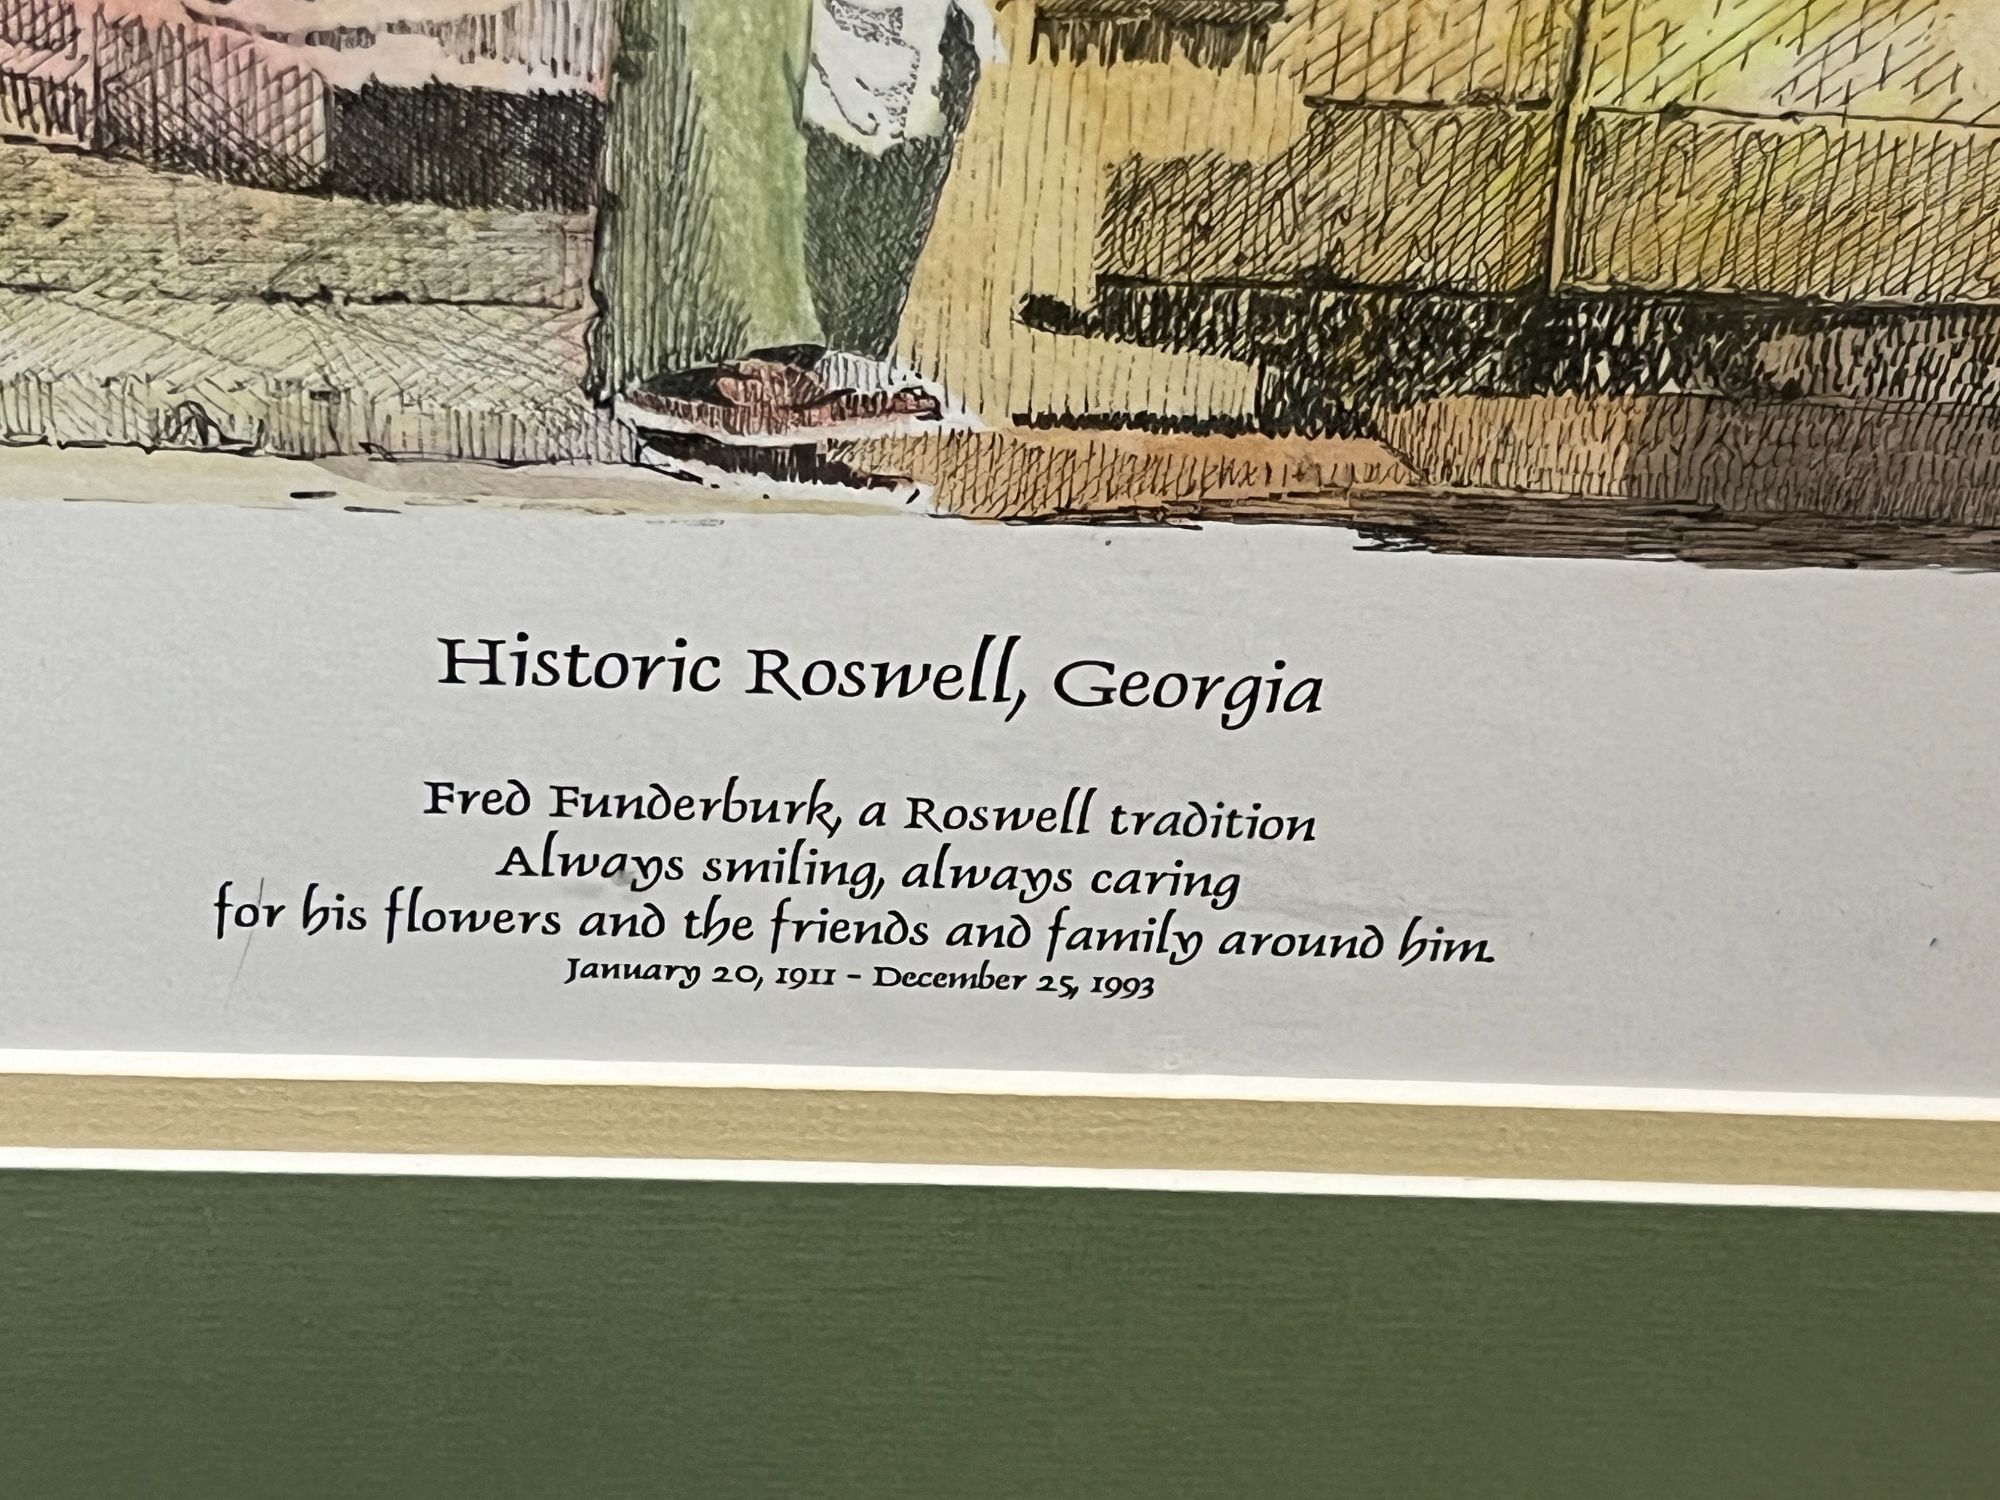 Historic Roswell, Georgia
Fred Funderburk, a Roswell tradition
Always smiling, always caring
for his flowers and the friends and family around him.
January 20, 1911 - December 25, 1993